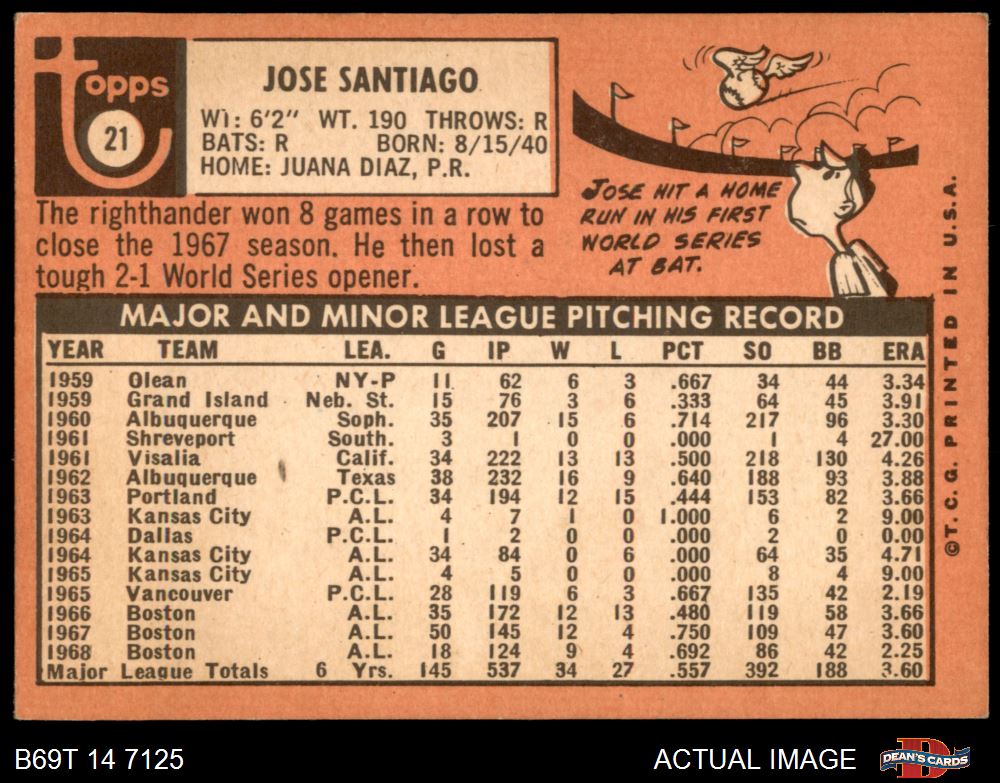 Topps
21
JOSE SANTIAGO
WT: 6'2" WT. 190 THROWS: R
BATS: R BORN: 8/15/40
HOME: JUANA DIAZ, P.R.
The righthander won 8 games in a row to
close the 1967 season. He then lost a
tough 2-1 World Series opener.
JOSE HIT A HOME
RUN IN HIS FIRST
WORLD SERIES
AT BAT.
MAJOR AND MINOR LEAGUE PITCHING RECORD
YEAR TEAM LEA. G IP W L PCT SO BB ERA
1959 Olean NY-P 11 62 6 3 .667 34 44 3.34
1959 Grand Island Neb. St. 15 76 3 6 .333 64 45 3.91
1960 Albuquerque Soph. 35 207 15 6 .714 217 96 3.30
1961 Shreveport South. 3 1 0 0 .000 1 4 27.00
1961 Visalia Calif. 34 222 13 13 .500 218 130 4.26
1962 Albuquerque Texas 38 232 16 9 .640 188 93 3.88
1963 Portland P.C.L. 34 194 12 15 .444 153 82 3.66
1963 Kansas City A.L. 4 7 1 0 1.000 6 2 9.00
1964 Dallas P.C.L. 1 2 0 0 .000 2 0 0.00
1964 Kansas City A.L. 34 84 0 6 .000 64 35 4.71
1965 Kansas City A.L. 4 5 0 0 .000 8 4 9.00
1965 Vancouver P.C.L. 28 119 6 3 .667 135 42 2.19
1966 Boston A.L. 35 172 12 13 .480 119 58 3.66
1967 Boston A.L. 50 145 12 4 .750 109 47 3.60
1968 Boston A.L. 18 124 9 4 .692 86 42 2.25
Major League Totals 6 Yrs. 145 537 34 27 .557 392 188 3.60
© T. C. G. PRINTED IN U.S.A.
B69T 14 7125
ACTUAL IMAGE
DEAN'S CARDS